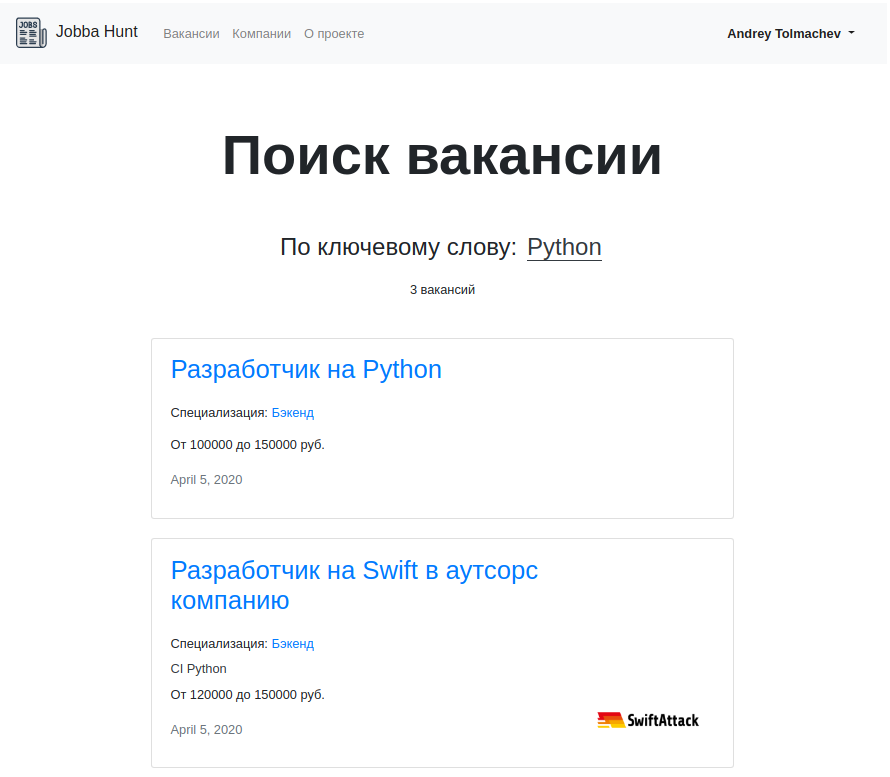 JOBS
Jobba Hunt Вакансии Компании О проекте Andrey Tolmachev
Поиск вакансии
По ключевому слову: Python
3 вакансий
Разработчик на Python
Специализация: Бэкенд
От 100000 до 150000 руб.
April 5, 2020
Разработчик на Swift в аутсорс
компанию
Специализация: Бэкенд
CI Python
От 120000 до 150000 руб.
April 5, 2020
SwiftAttack